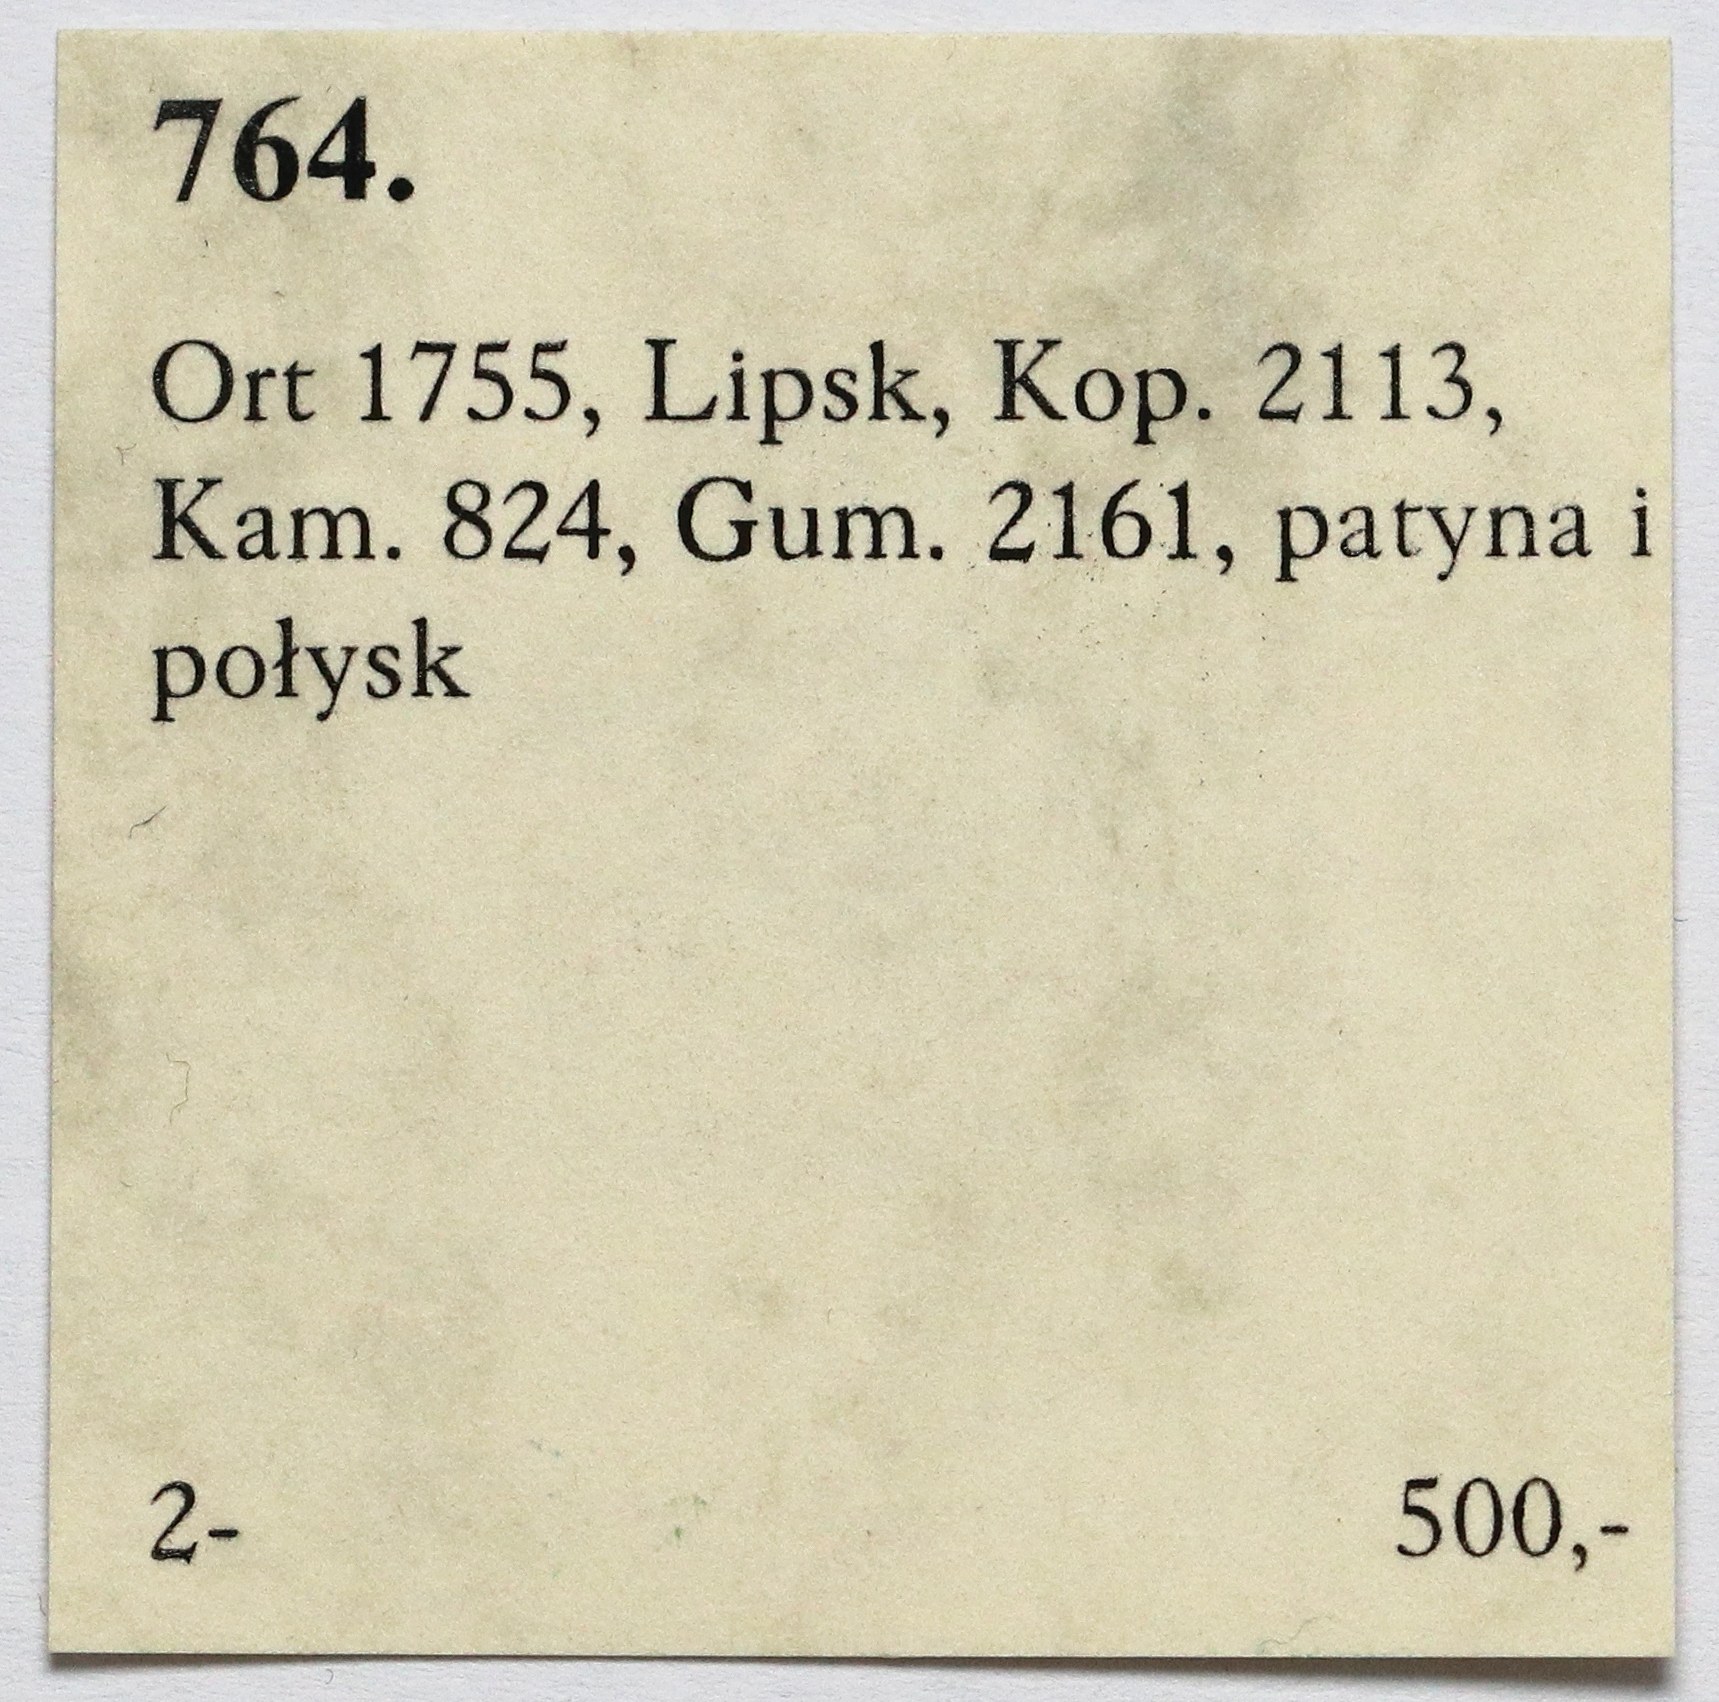 764.
Ort 1755, Lipsk, Kop. 2113,
Kam. 824, Gum. 2161, patyna i
połysk
2- 500,-